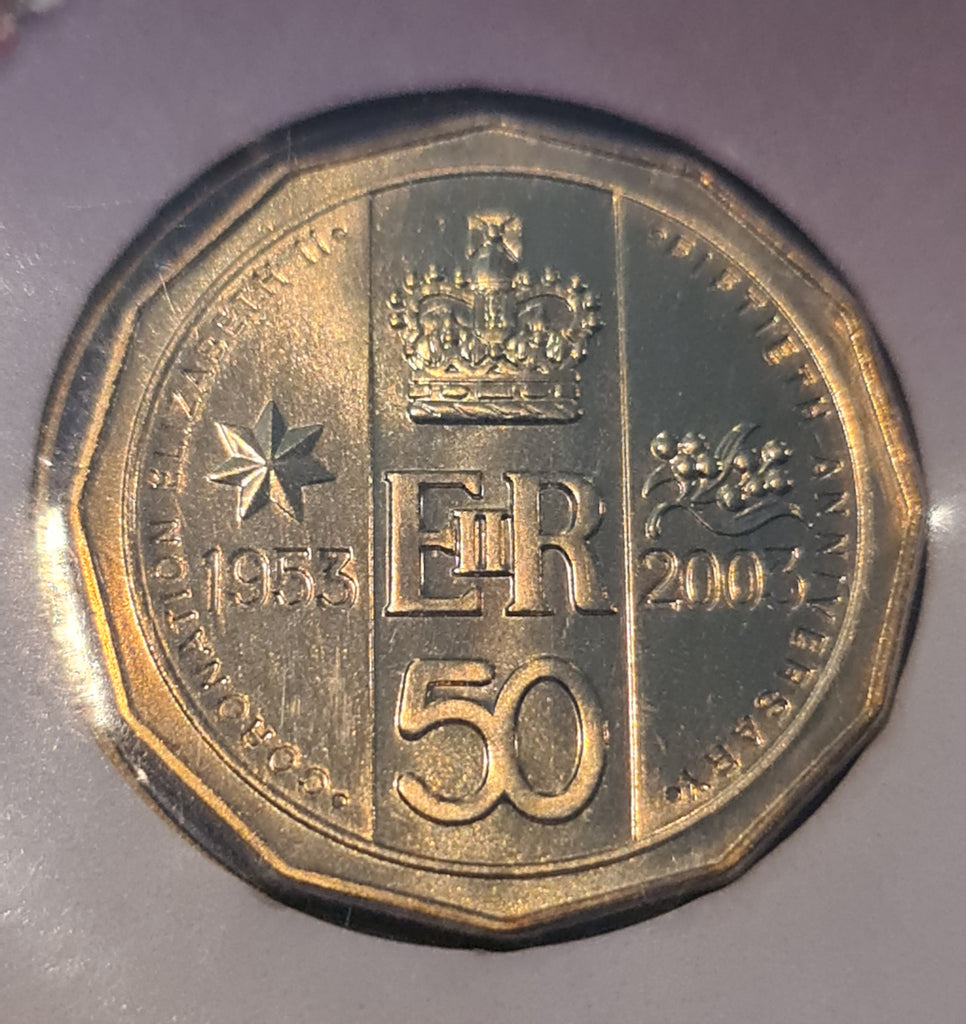 ·CORONATION ELIZABETH II·
·FIFTIETH ANNIVERSARY·
1953
EIIR
2003
50